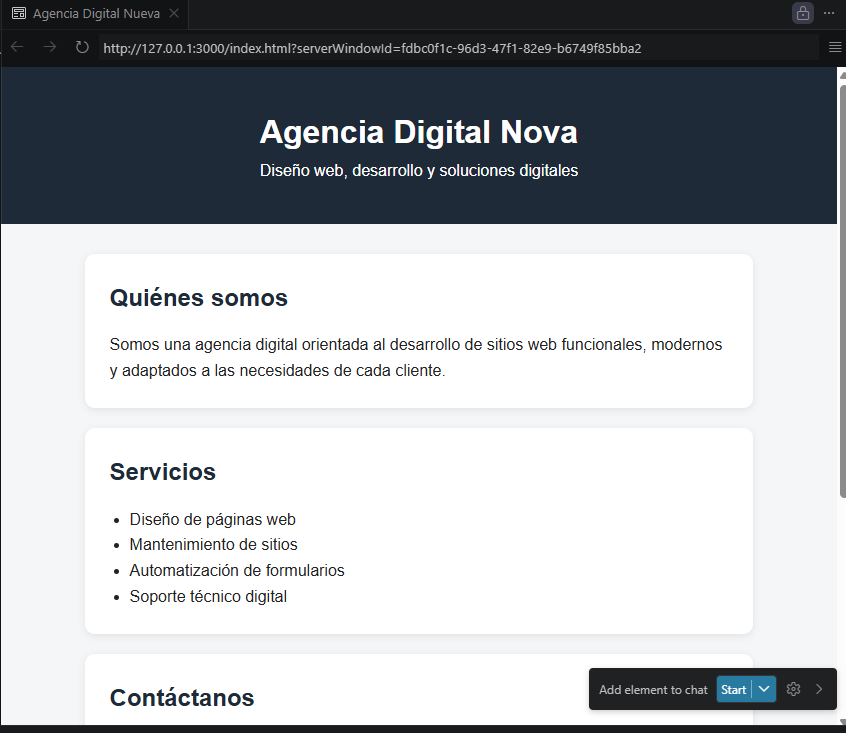 Agencia Digital Nueva
http://127.0.0.1:3000/index.html?serverWindowId=fdbc0f1c-96d3-47f1-82e9-b6749f85bba2
Agencia Digital Nova
Diseño web, desarrollo y soluciones digitales
Quiénes somos
Somos una agencia digital orientada al desarrollo de sitios web funcionales, modernos
y adaptados a las necesidades de cada cliente.
Servicios
• Diseño de páginas web
• Mantenimiento de sitios
• Automatización de formularios
• Soporte técnico digital
Contáctanos
Add element to chat Start